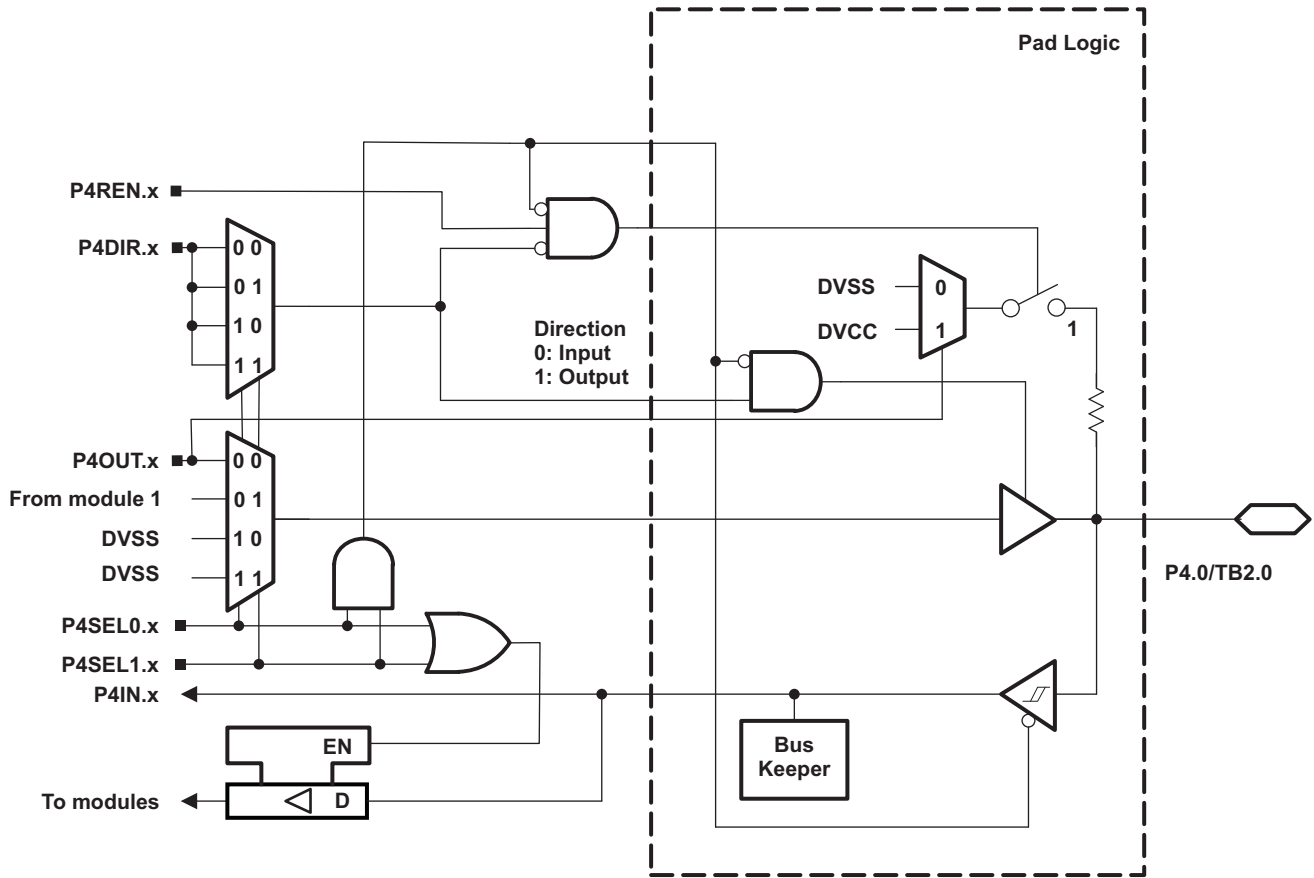 Pad Logic
P4REN.x
P4DIR.x
0 0
0 1
1 0
1 1
Direction
0: Input
1: Output
DVSS
0
DVCC
1
1
P4OUT.x
0 0
From module 1
0 1
DVSS
1 0
DVSS
1 1
P4.0/TB2.0
P4SEL0.x
P4SEL1.x
P4IN.x
Bus
Keeper
EN
To modules
D